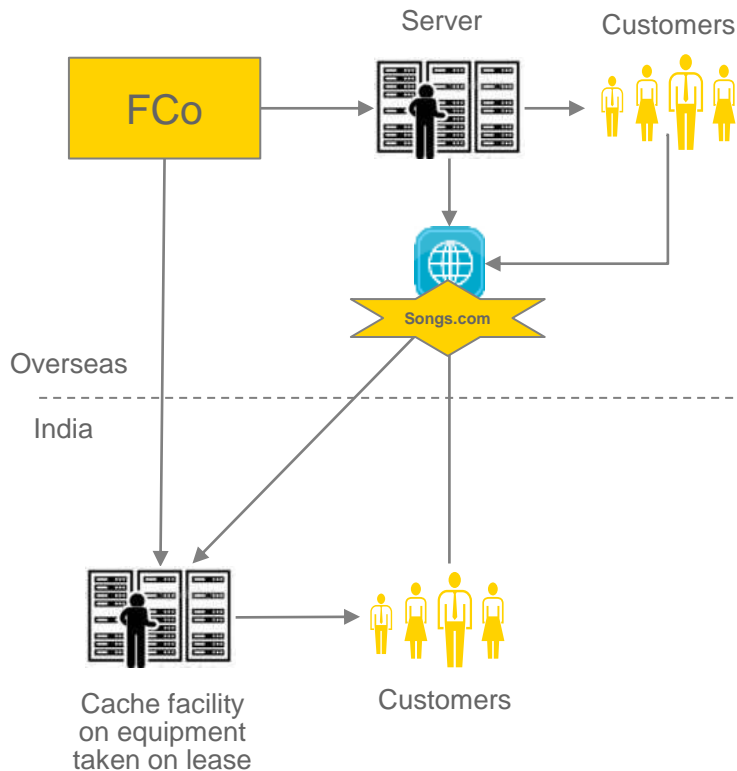 Server
Customers
FCo
Songs.com
Overseas
India
Cache facility
on equipment
taken on lease
Customers